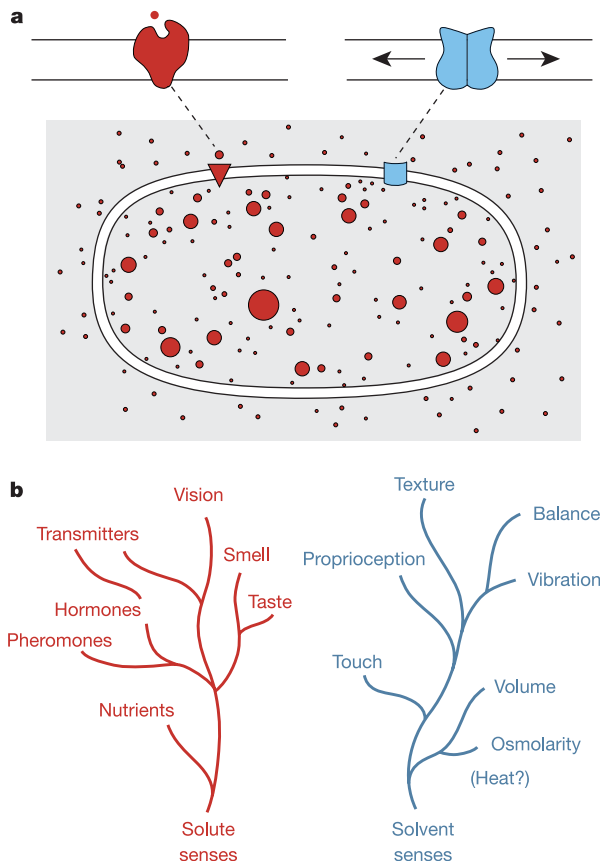 a
b
Vision
Transmitters
Smell
Taste
Hormones
Pheromones
Nutrients
Solute
senses
Texture
Balance
Proprioception
Vibration
Touch
Volume
Osmolarity
(Heat?)
Solvent
senses